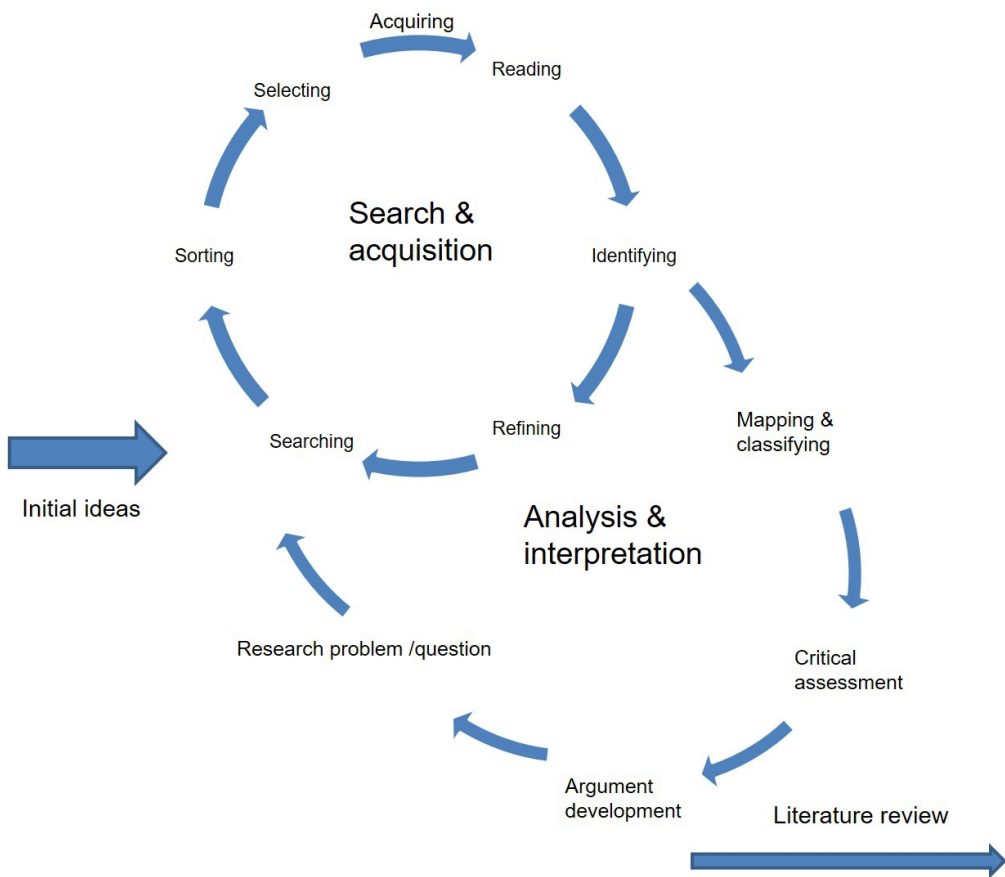 Acquiring
Reading
Selecting
Search &
acquisition
Sorting
Identifying
Mapping &
classifying
Refining
Searching
Initial ideas
Analysis &
interpretation
Research problem /question
Critical
assessment
Argument
development
Literature review